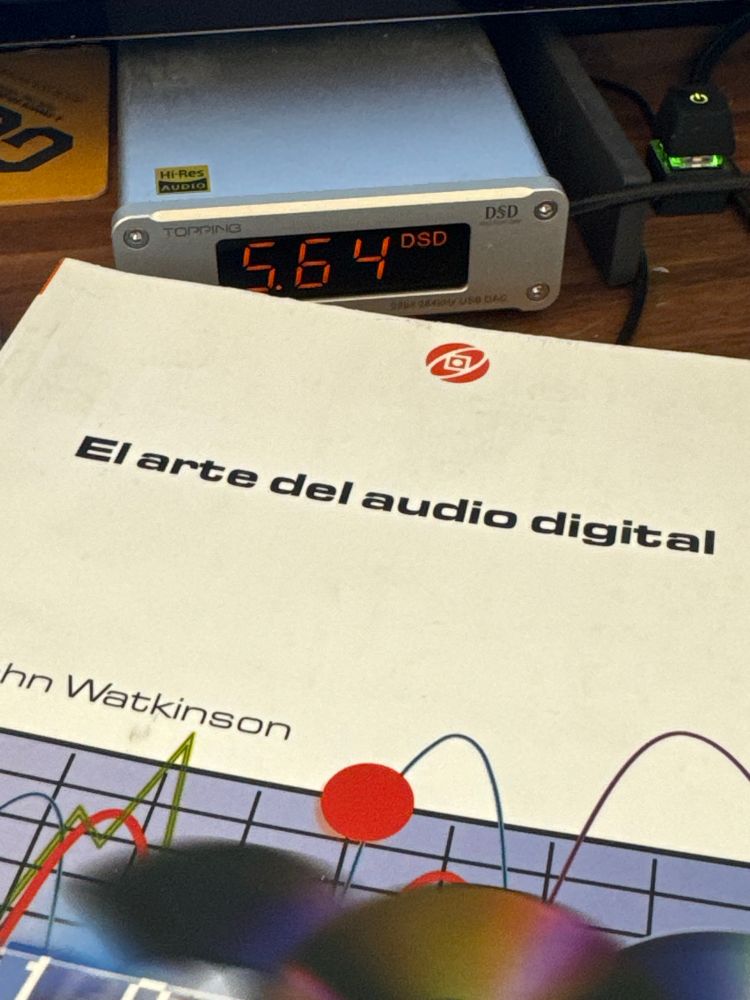 Hi-Res
AUDIO
TOPPING
DSD
5.64 DSD
El arte del audio digital
hn Watkinson